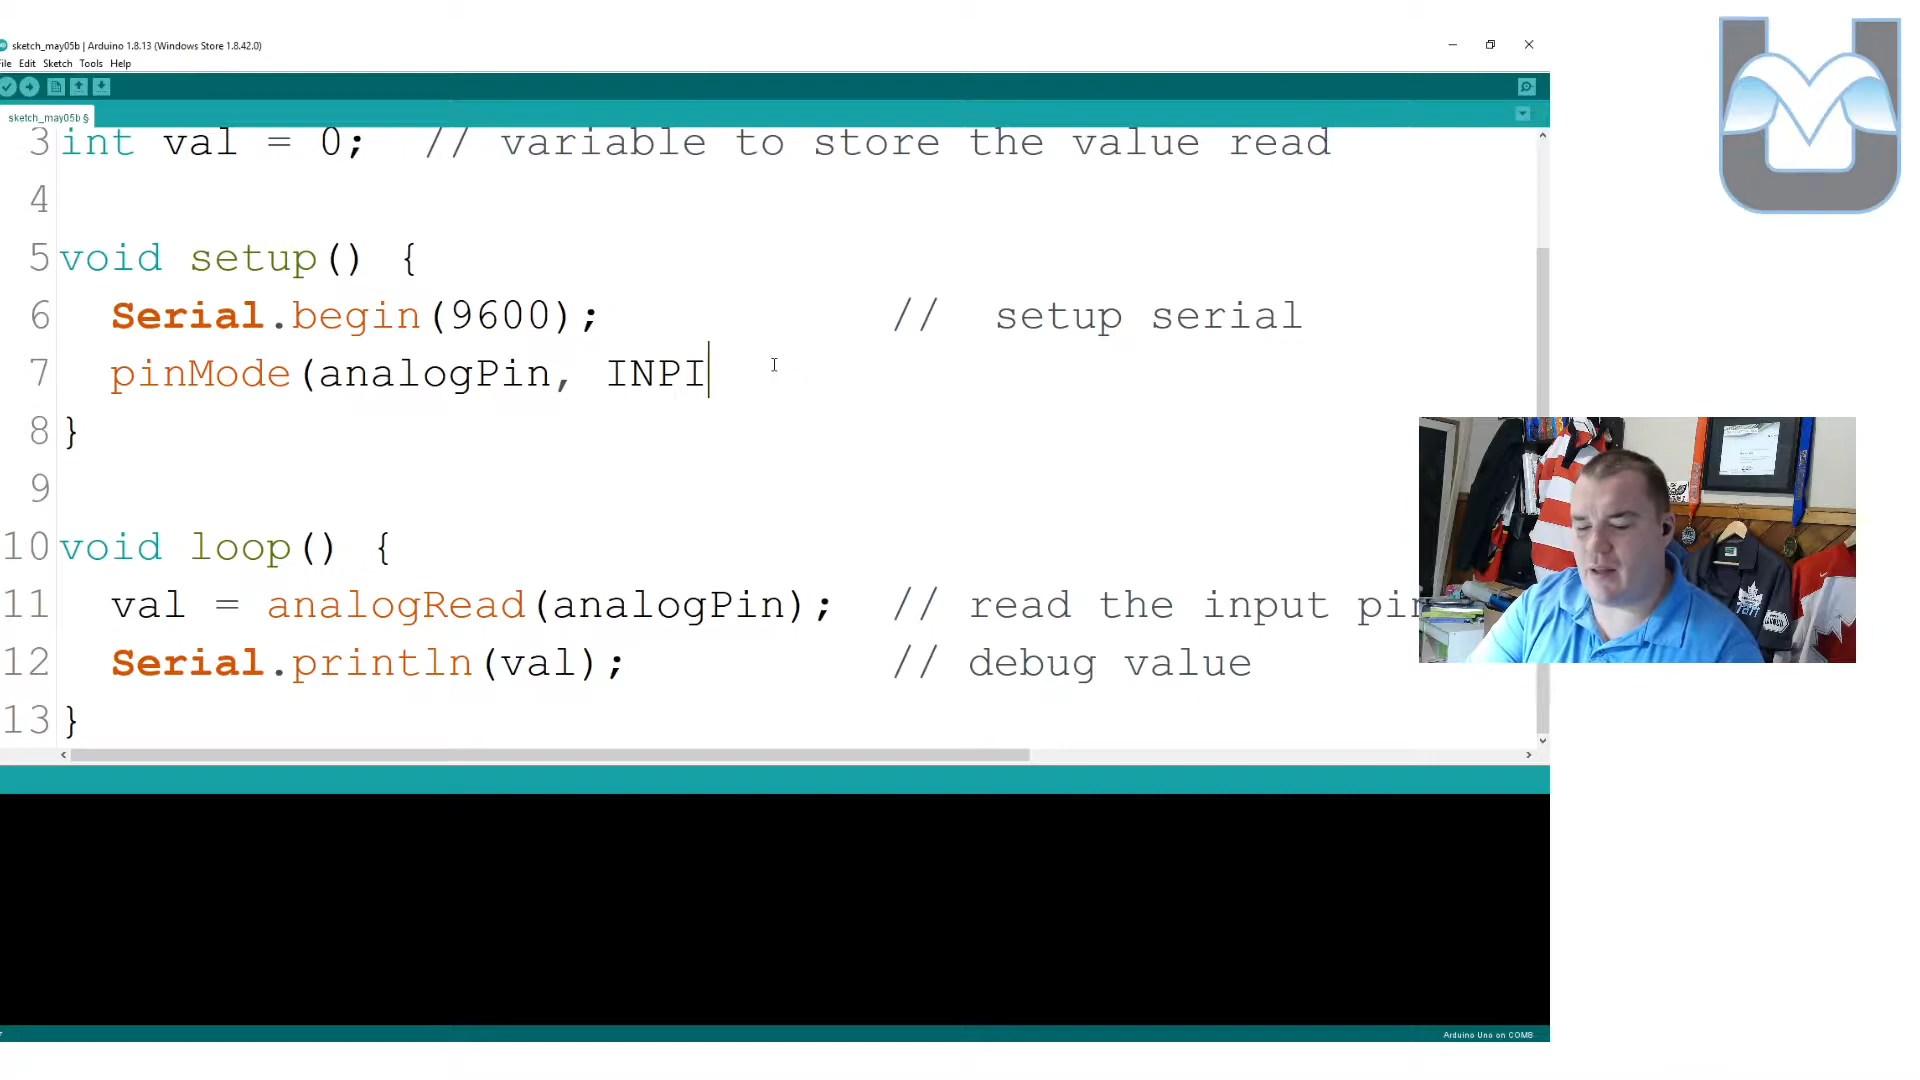 sketch_may05b | Arduino 1.8.13 (Windows Store 1.8.42.0)
File Edit Sketch Tools Help
sketch_may05b §
3 int val = 0;  // variable to store the value read
4
5 void setup() {
6   Serial.begin(9600);           //  setup serial
7   pinMode(analogPin, INPI
8 }
9
10 void loop() {
11   val = analogRead(analogPin);  // read the input pin
12   Serial.println(val);          // debug value
13 }
Arduino Uno on COM8